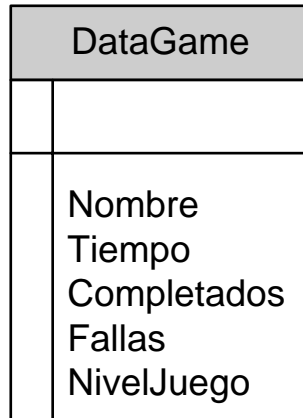 DataGame
Nombre
Tiempo
Completados
Fallas
NivelJuego